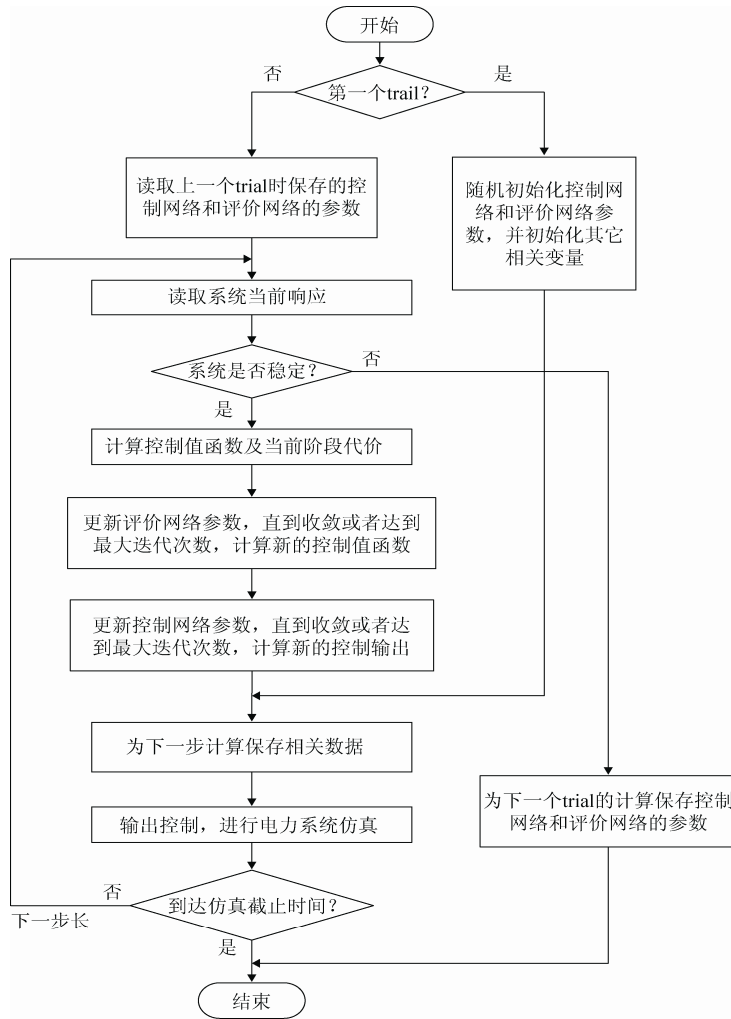 开始
否
是
第一个trail？
读取上一个trial时保存的控
制网络和评价网络的参数
随机初始化控制网
络和评价网络参
数，并初始化其它
相关变量
读取系统当前响应
系统是否稳定？
否
是
计算控制值函数及当前阶段代价
更新评价网络参数，直到收敛或者达到
最大迭代次数，计算新的控制值函数
更新控制网络参数，直到收敛或者达
到最大迭代次数，计算新的控制输出
为下一步计算保存相关数据
为下一个trial的计算保存控制
网络和评价网络的参数
输出控制，进行电力系统仿真
否
到达仿真截止时间？
下一步长
是
结束